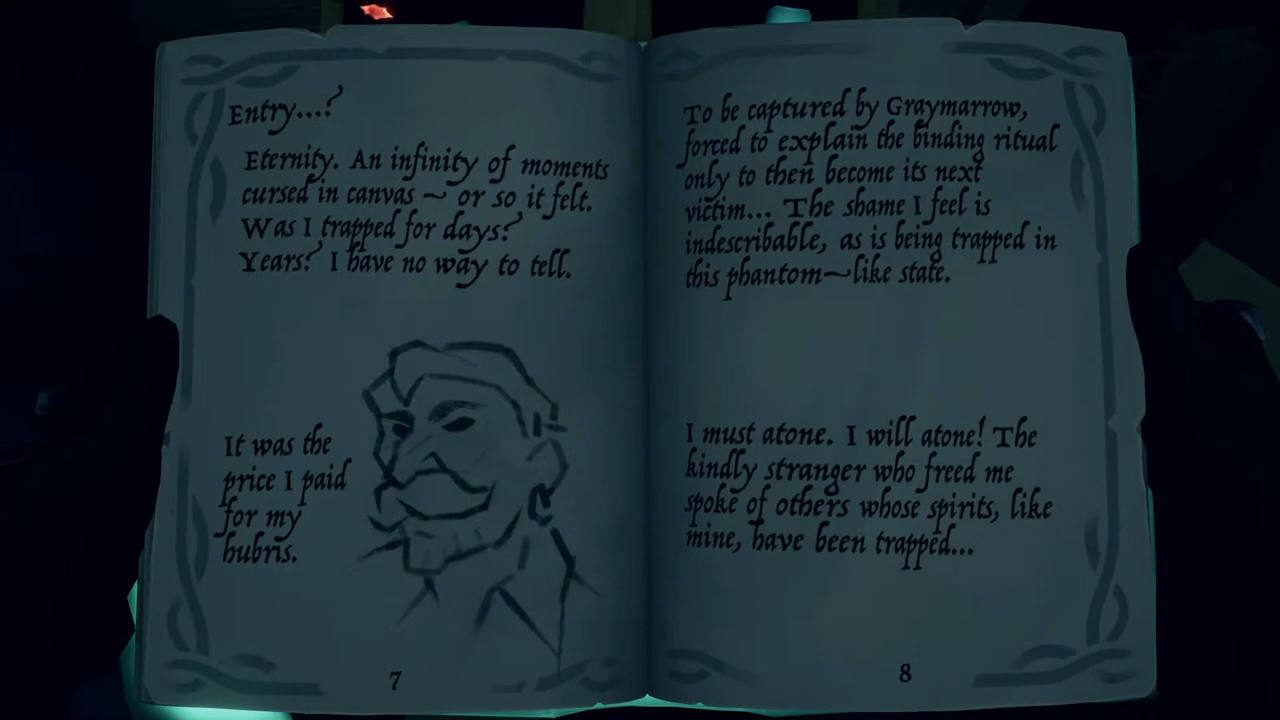 Entry...?
Eternity. An infinity of moments
cursed in canvas ~ or so it felt.
Was I trapped for days?
Years? I have no way to tell.
It was the
price I paid
for my
hubris.
7
To be captured by Graymarrow,
forced to explain the binding ritual
only to then become its next
victim... The shame I feel is
indescribable, as is being trapped in
this phantom~like state.
I must atone. I will atone! The
kindly stranger who freed me
spoke of others whose spirits, like
mine, have been trapped...
8